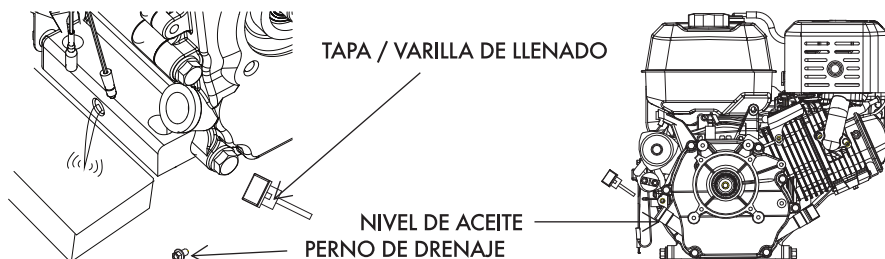 TAPA / VARILLA DE LLENADO
NIVEL DE ACEITE
PERNO DE DRENAJE